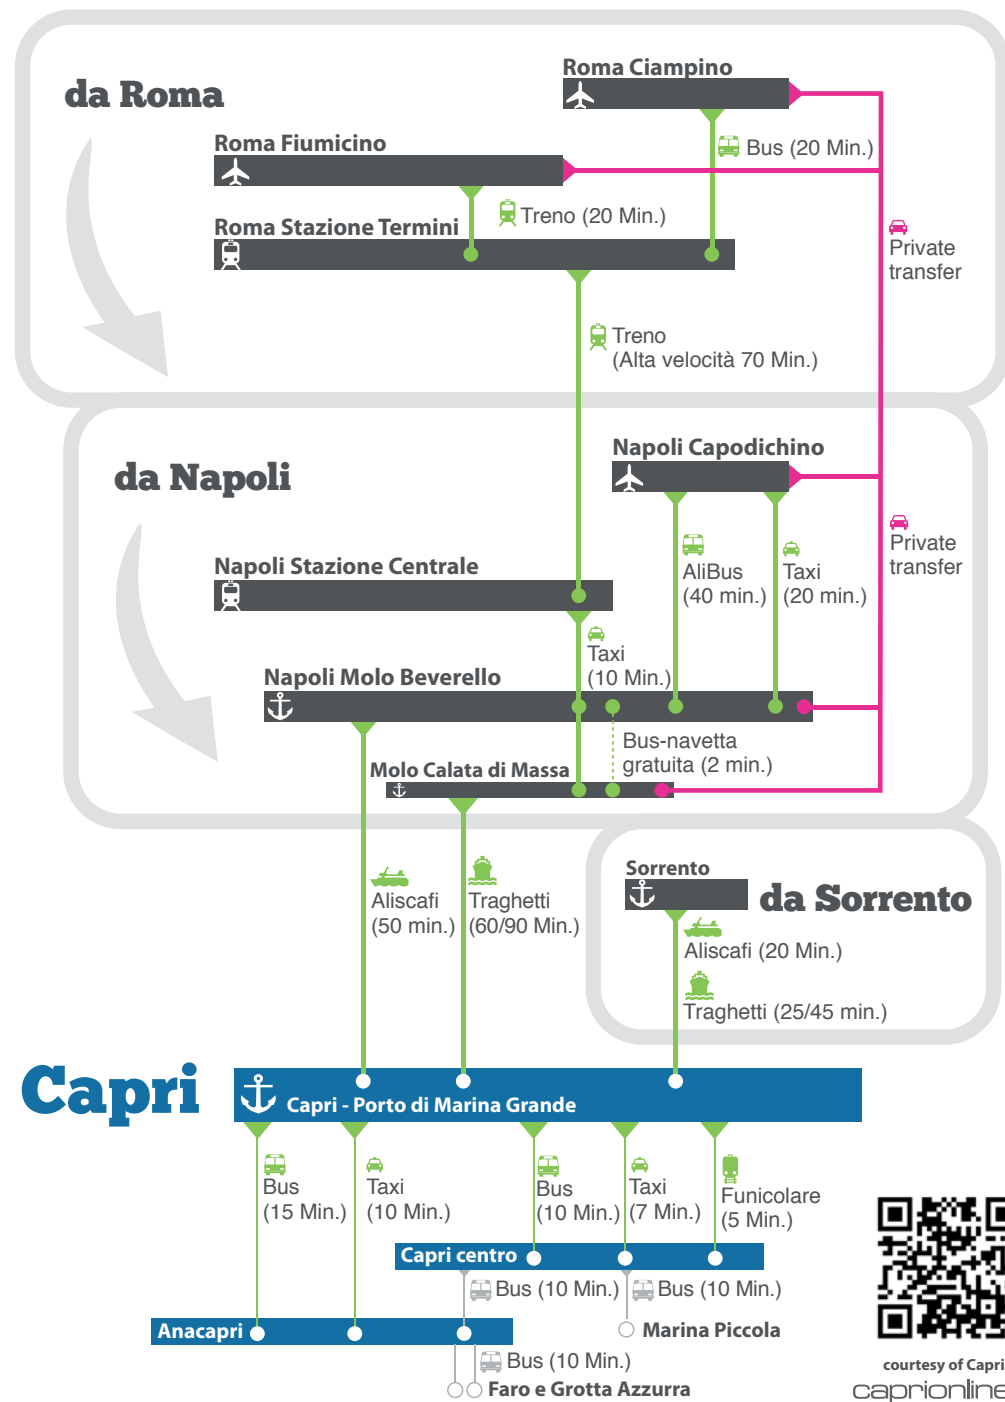 da Roma
Roma Ciampino
Bus (20 Min.)
Roma Fiumicino
Treno (20 Min.)
Roma Stazione Termini
Private
transfer
Treno
(Alta velocità 70 Min.)
da Napoli
Napoli Capodichino
Private
transfer
AliBus
(40 min.)
Taxi
(20 min.)
Napoli Stazione Centrale
Taxi
(10 Min.)
Napoli Molo Beverello
Bus-navetta
gratuita (2 min.)
Molo Calata di Massa
Aliscafi
(50 min.)
Traghetti
(60/90 Min.)
Sorrento
da Sorrento
Aliscafi (20 Min.)
Traghetti (25/45 min.)
Capri
Capri - Porto di Marina Grande
Bus
(15 Min.)
Taxi
(10 Min.)
Bus
(10 Min.)
Taxi
(7 Min.)
Funicolare
(5 Min.)
Capri centro
Bus (10 Min.)
Bus (10 Min.)
Anacapri
Marina Piccola
Bus (10 Min.)
Faro e Grotta Azzurra
courtesy of Capri
caprionline